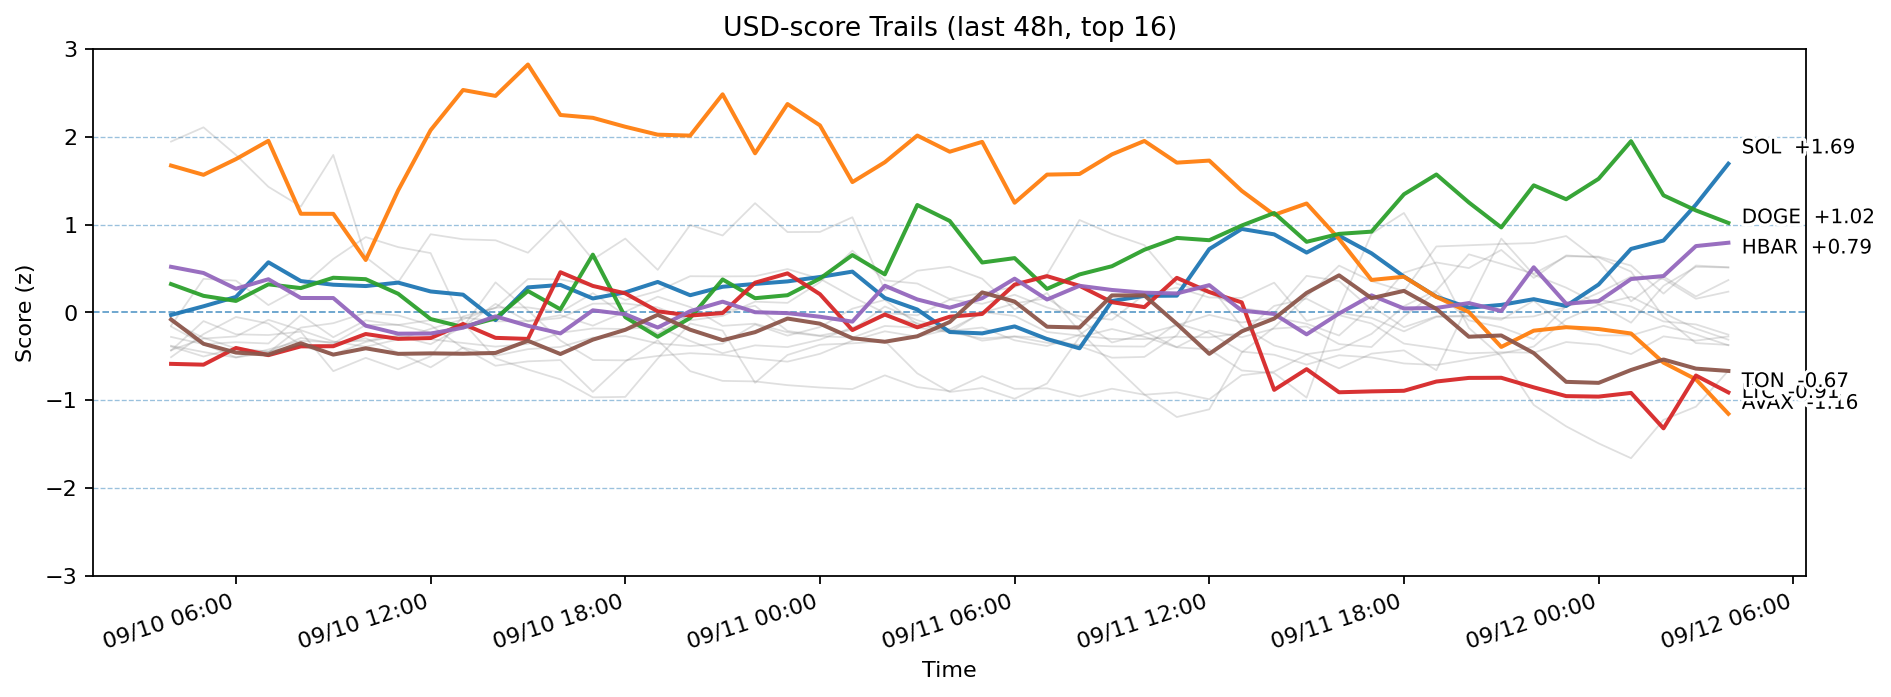 USD-score Trails (last 48h, top 16)
Score (z)
3
2
1
0
−1
−2
−3
SOL +1.69
DOGE +1.02
HBAR +0.79
TON -0.67
LTC -0.91
AVAX -1.16
09/10 06:00
09/10 12:00
09/10 18:00
09/11 00:00
09/11 06:00
09/11 12:00
09/11 18:00
09/12 00:00
09/12 06:00
Time